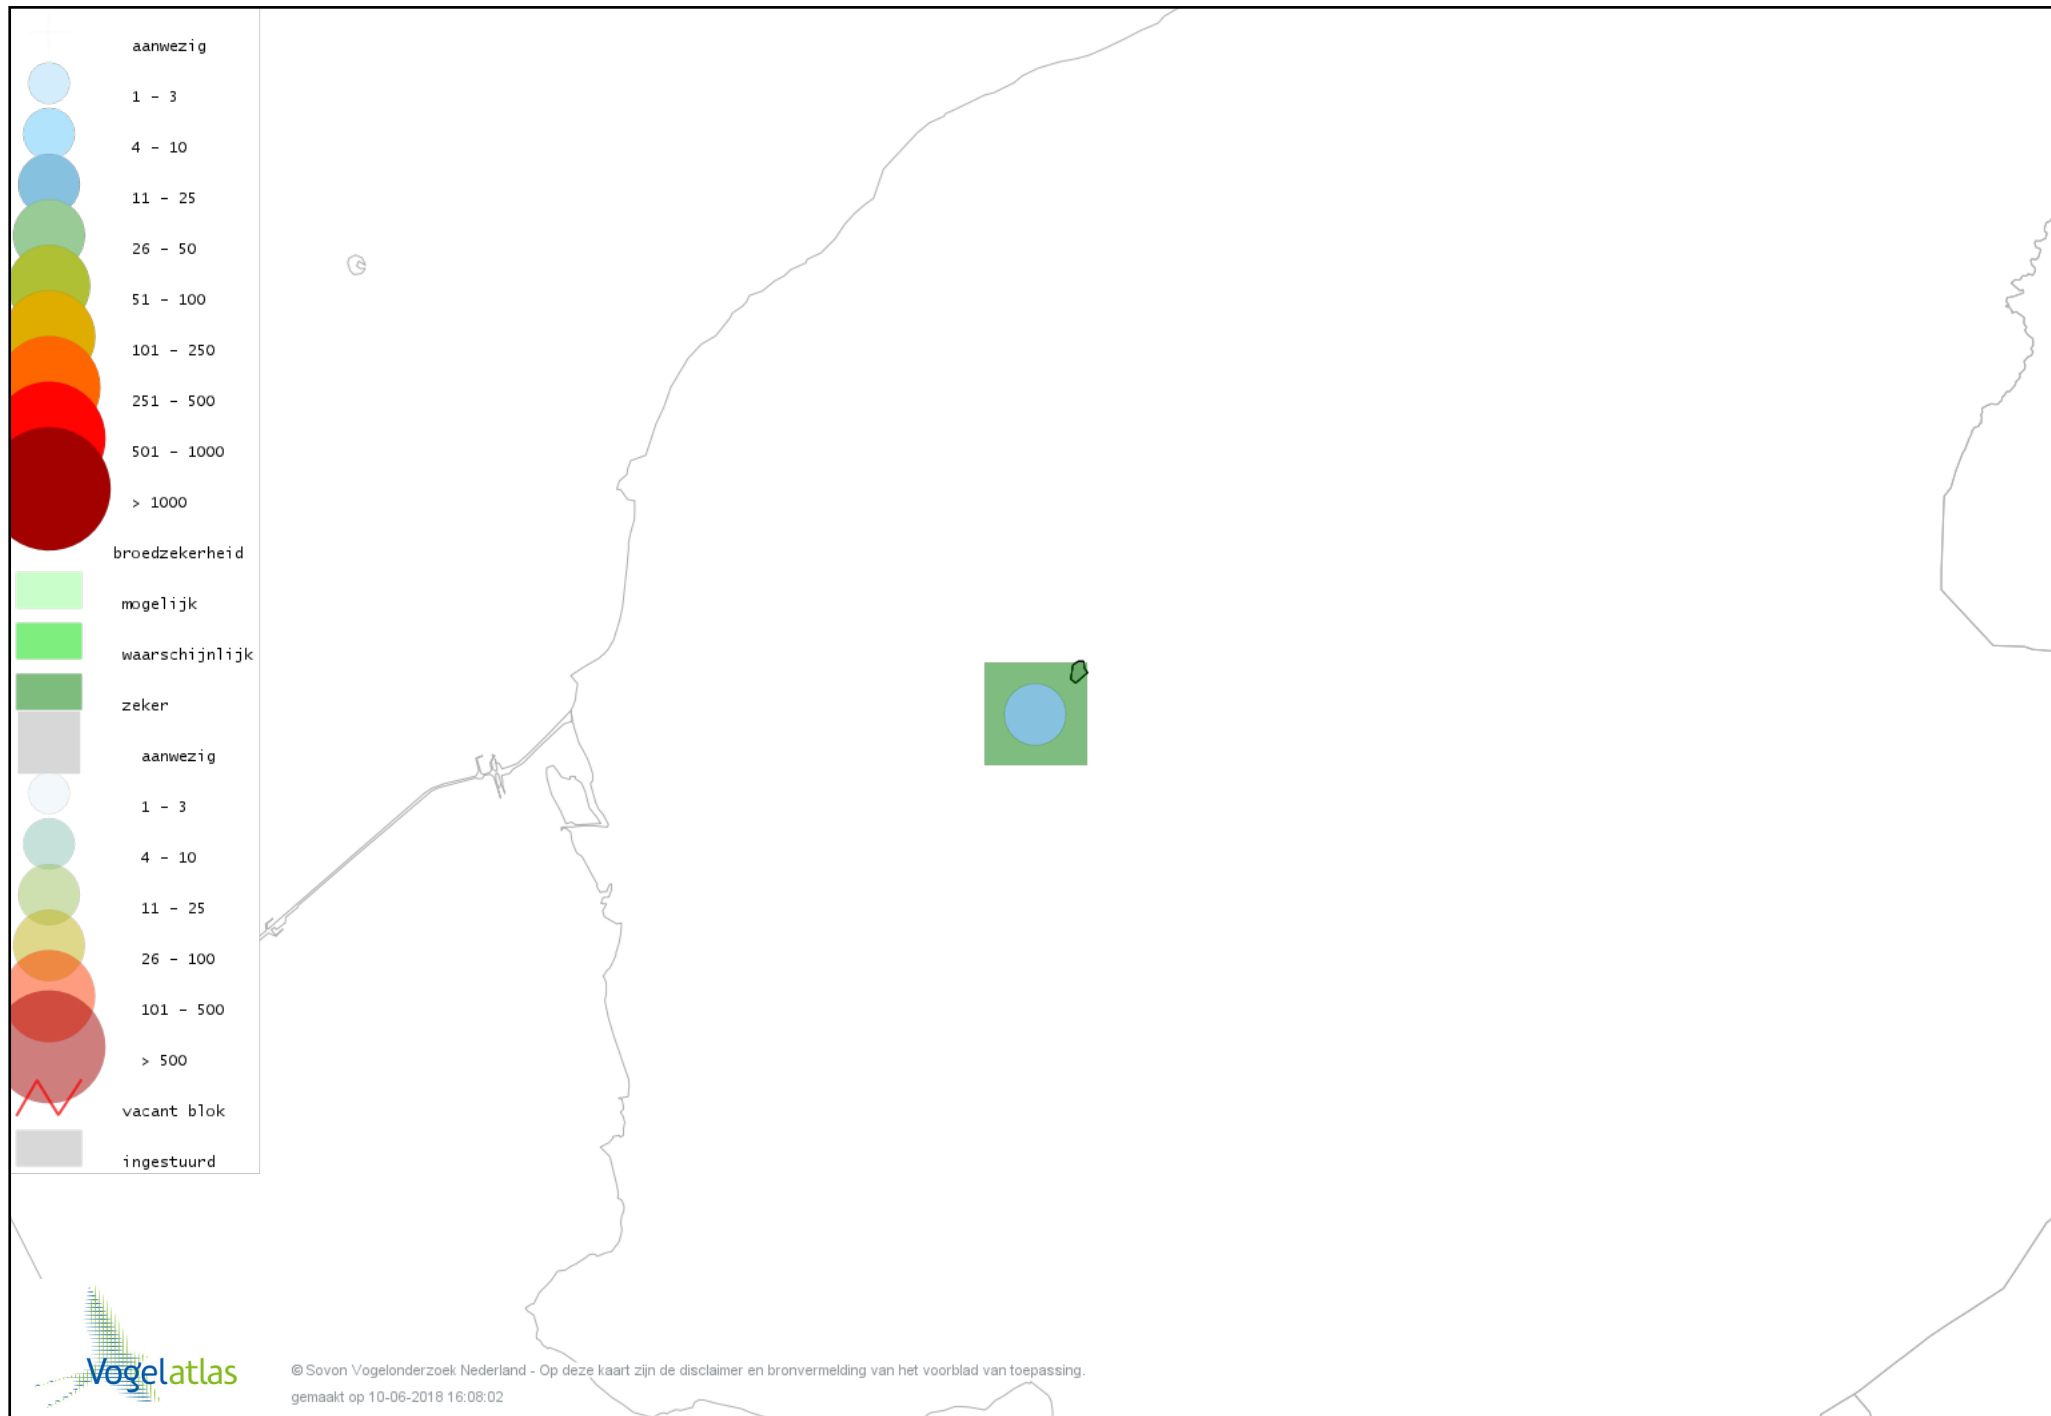 aanwezig
1 - 3
4 - 10
11 - 25
26 - 50
51 - 100
101 - 250
251 - 500
501 - 1000
> 1000
broedzekerheid
mogelijk
waarschijnlijk
zeker
aanwezig
1 - 3
4 - 10
11 - 25
26 - 100
101 - 500
> 500
vacant blok
ingestuurd
Vogelatlas
© Sovon Vogelonderzoek Nederland - Op deze kaart zijn de disclaimer en bronvermelding van het voorblad van toepassing.
gemaakt op 10-06-2018 16:08:02